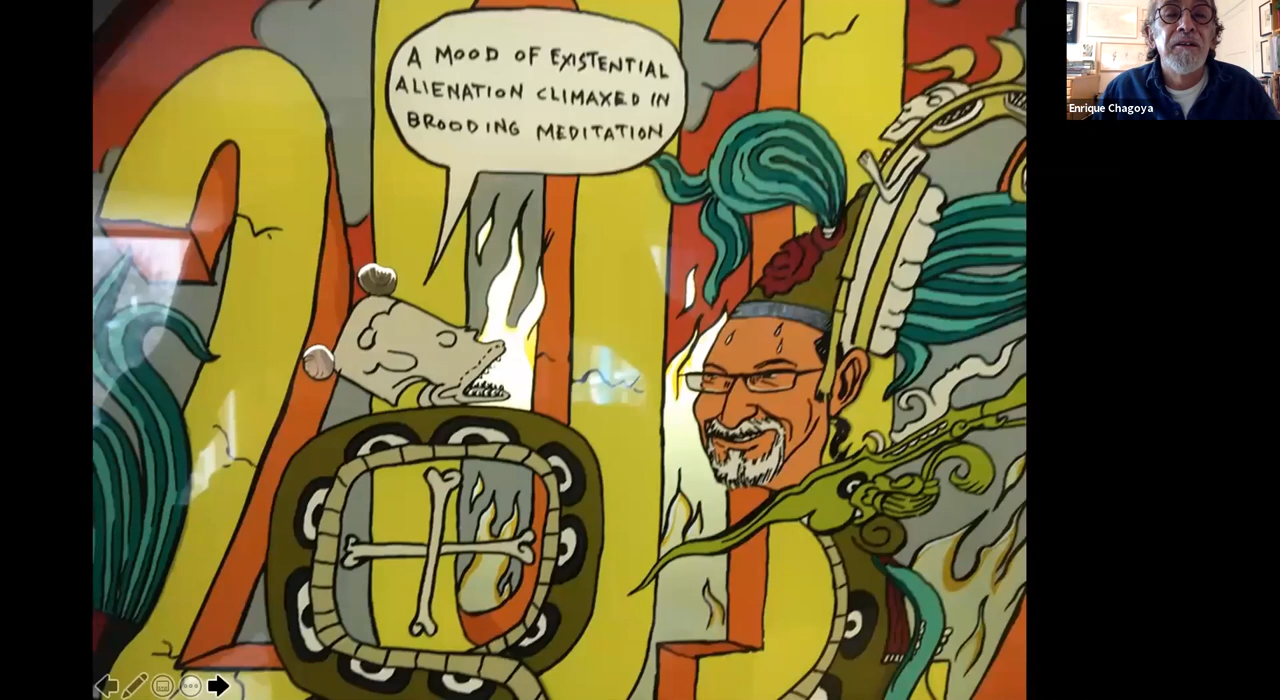 A MOOD OF EXISTENTIAL
ALIENATION CLIMAXED IN
BROODING MEDITATION
Enrique Chagoya